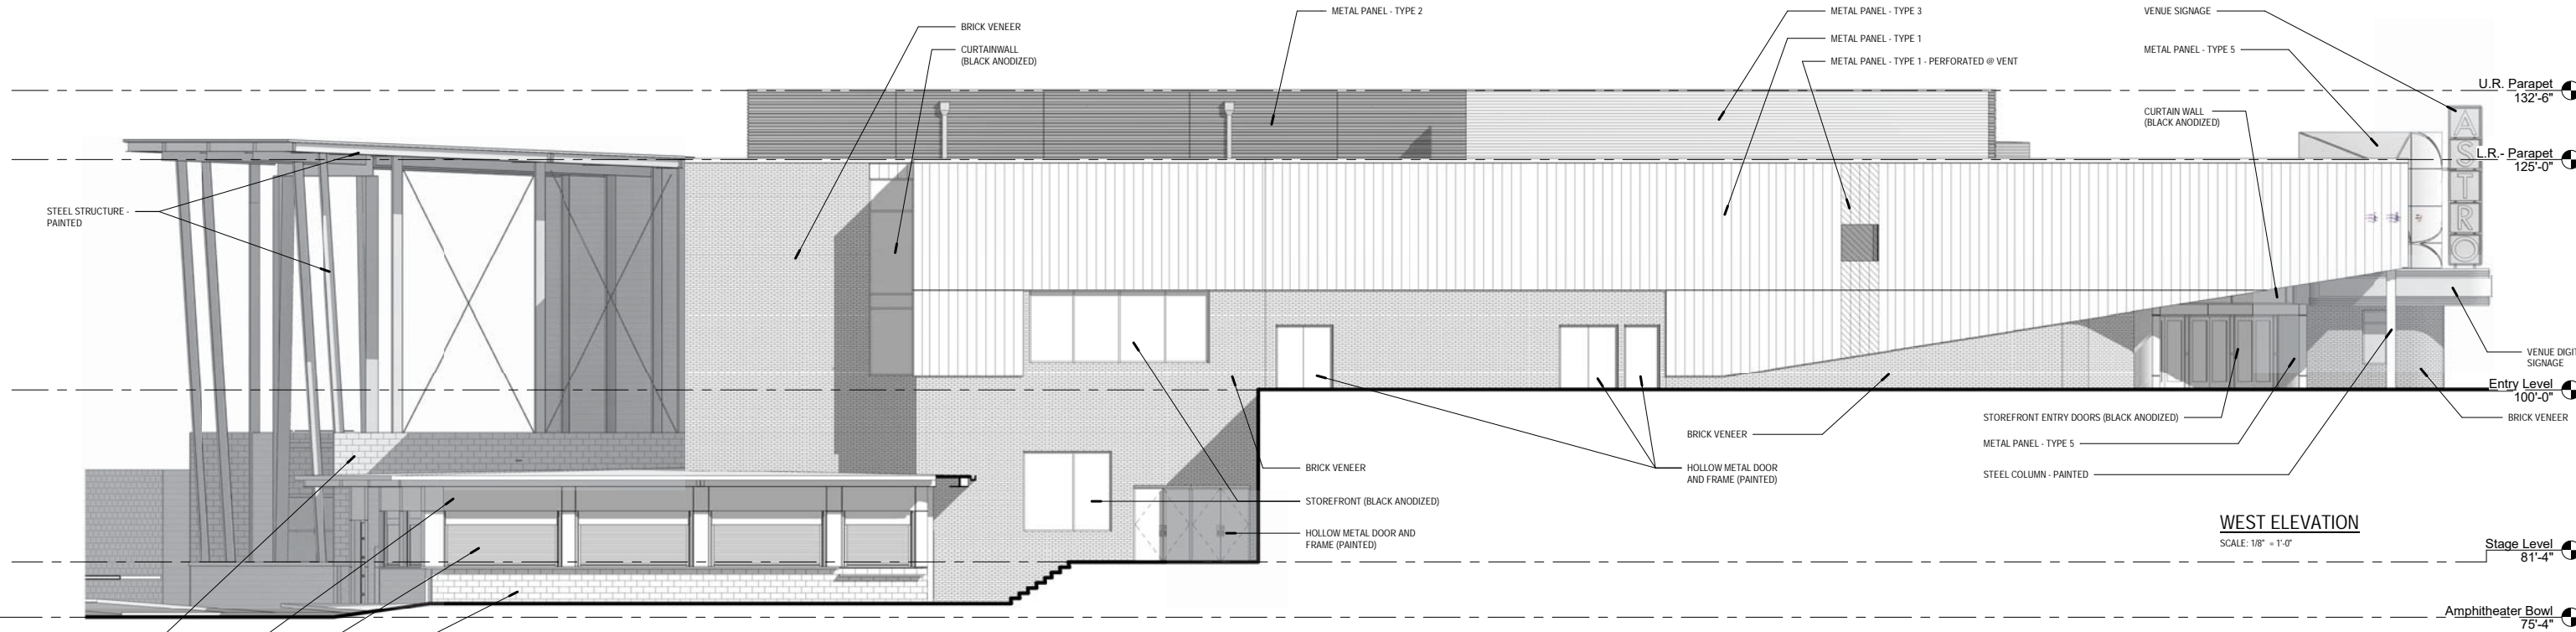 METAL PANEL - TYPE 2
METAL PANEL - TYPE 3
VENUE SIGNAGE
BRICK VENEER
METAL PANEL - TYPE 1
CURTAINWALL
(BLACK ANODIZED)
METAL PANEL - TYPE 5
METAL PANEL - TYPE 1 - PERFORATED @ VENT
U.R. Parapet
132'-6"
CURTAIN WALL
(BLACK ANODIZED)
ASTRO
L.R.- Parapet
125'-0"
STEEL STRUCTURE -
PAINTED
VENUE DIGIT
SIGNAGE
Entry Level
100'-0"
STOREFRONT ENTRY DOORS (BLACK ANODIZED)
BRICK VENEER
BRICK VENEER
METAL PANEL - TYPE 5
BRICK VENEER
HOLLOW METAL DOOR
AND FRAME (PAINTED)
STEEL COLUMN - PAINTED
STOREFRONT (BLACK ANODIZED)
WEST ELEVATION
SCALE: 1/8" = 1'-0"
HOLLOW METAL DOOR AND
FRAME (PAINTED)
Stage Level
81'-4"
Amphitheater Bowl
75'-4"